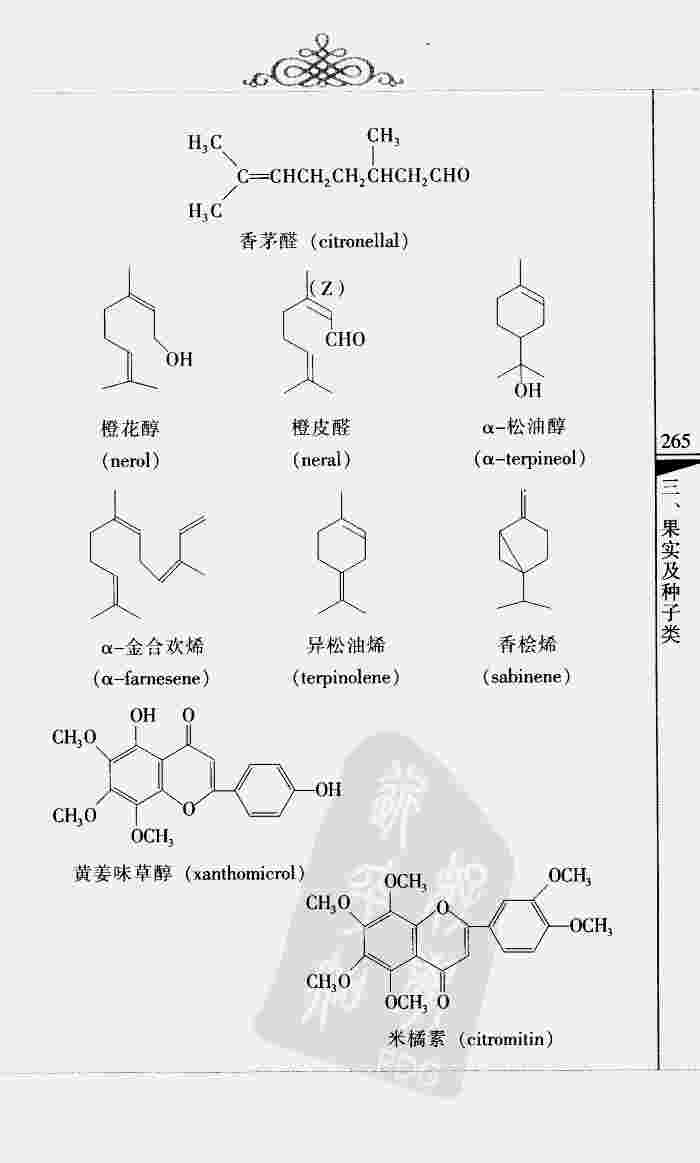 H₃C
CH₃
C=CHCH₂CH₂CHCH₂CHO
H₃C
香茅醛 (citronellal)
(Z)
CHO
OH
OH
橙花醇
(nerol)
橙皮醛
(neral)
α-松油醇
(α-terpineol)
265
三、果实及种子类
α-金合欢烯
(α-farnesene)
异松油烯
(terpinolene)
香桧烯
(sabinene)
OH O
CH₃O
CH₃O
O
OH
OCH₃
黄姜味草醇 (xanthomicrol)
OCH₃
CH₃O
O
OCH₃
OCH₃
CH₃O
OCH₃ O
米橘素 (citromitin)